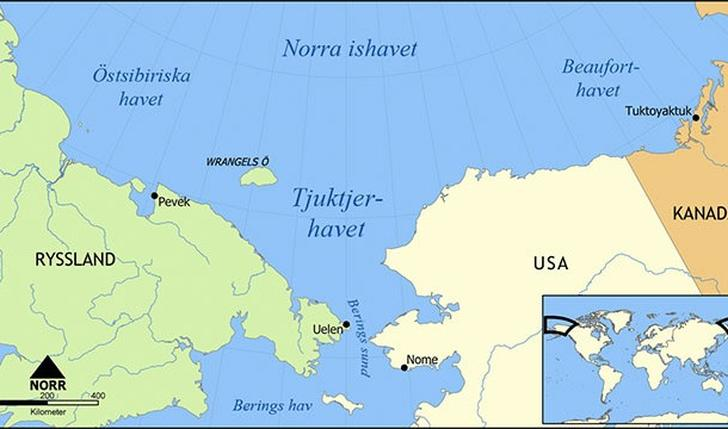 Norra ishavet
Östsibiriska
havet
Beaufort-
havet
Tuktoyaktuk
WRANGELS Ö
Pevek
Tjuktjer-
havet
KANAD
RYSSLAND
USA
Uelen
Berings sund
Nome
NORR
200 400
Kilometer
Berings hav